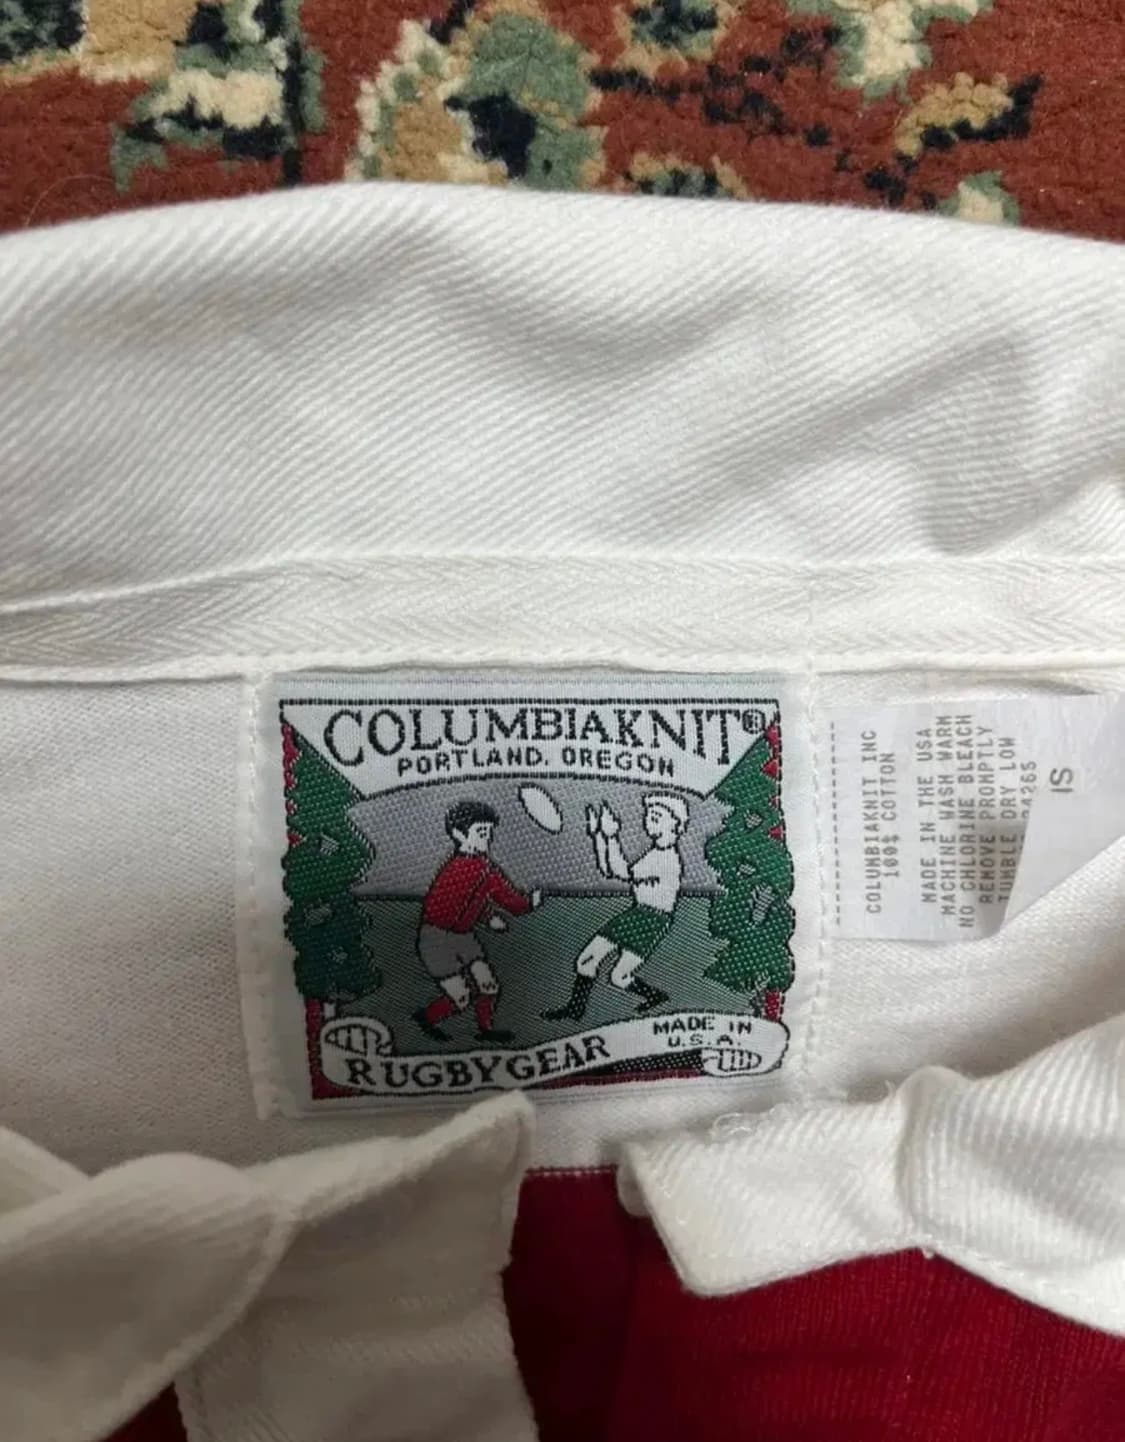 COLUMBIAKNIT®
PORTLAND, OREGON
RUGBYGEAR
MADE IN
U.S.A.
COLUMBIAKNIT INC
100% COTTON
MADE IN THE USA
MACHINE WASH WARM
NO CHLORINE BLEACH
REMOVE PROMPTLY
TUMBLE DRY LOW